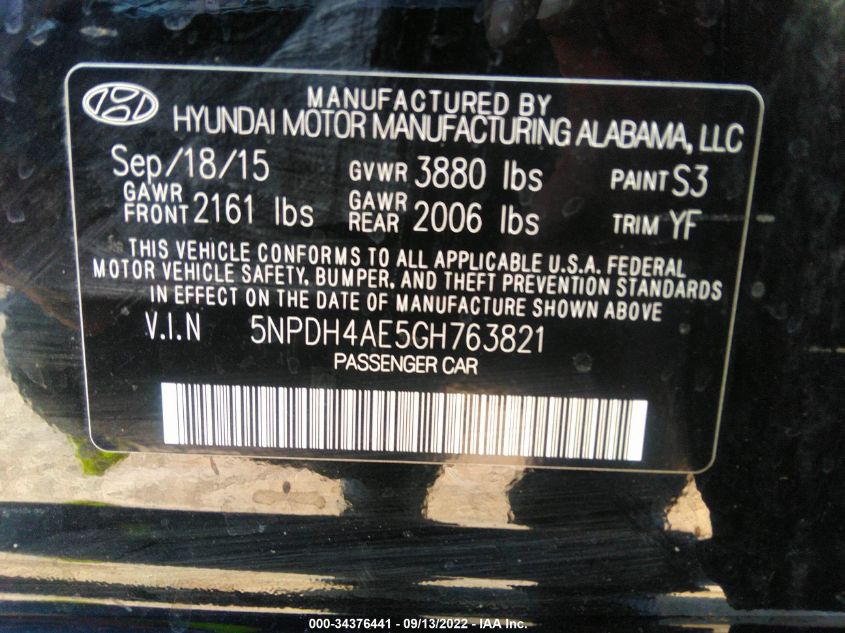 MANUFACTURED BY
HYUNDAI MOTOR MANUFACTURING ALABAMA, LLC
Sep/18/15 GVWR 3880 lbs PAINT S3
GAWR FRONT 2161 lbs GAWR REAR 2006 lbs TRIM YF
THIS VEHICLE CONFORMS TO ALL APPLICABLE U.S.A. FEDERAL
MOTOR VEHICLE SAFETY, BUMPER, AND THEFT PREVENTION STANDARDS
IN EFFECT ON THE DATE OF MANUFACTURE SHOWN ABOVE
V.I.N 5NPDH4AE5GH763821
PASSENGER CAR
000-34376441 - 09/13/2022 - IAA Inc.